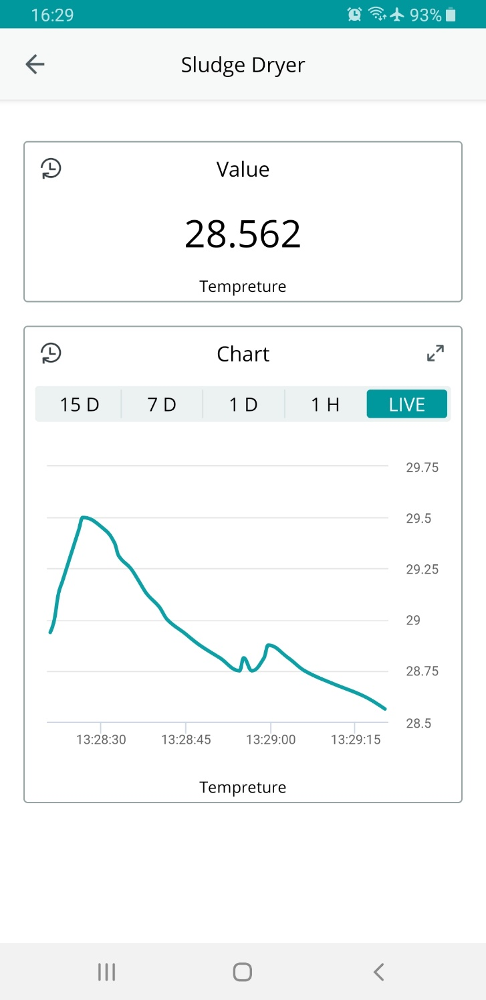 16:29 93%
Sludge Dryer
Value
28.562
Tempreture
Chart
15 D 7 D 1 D 1 H LIVE
29.75
29.5
29.25
29
28.75
28.5
13:28:30 13:28:45 13:29:00 13:29:15
Tempreture